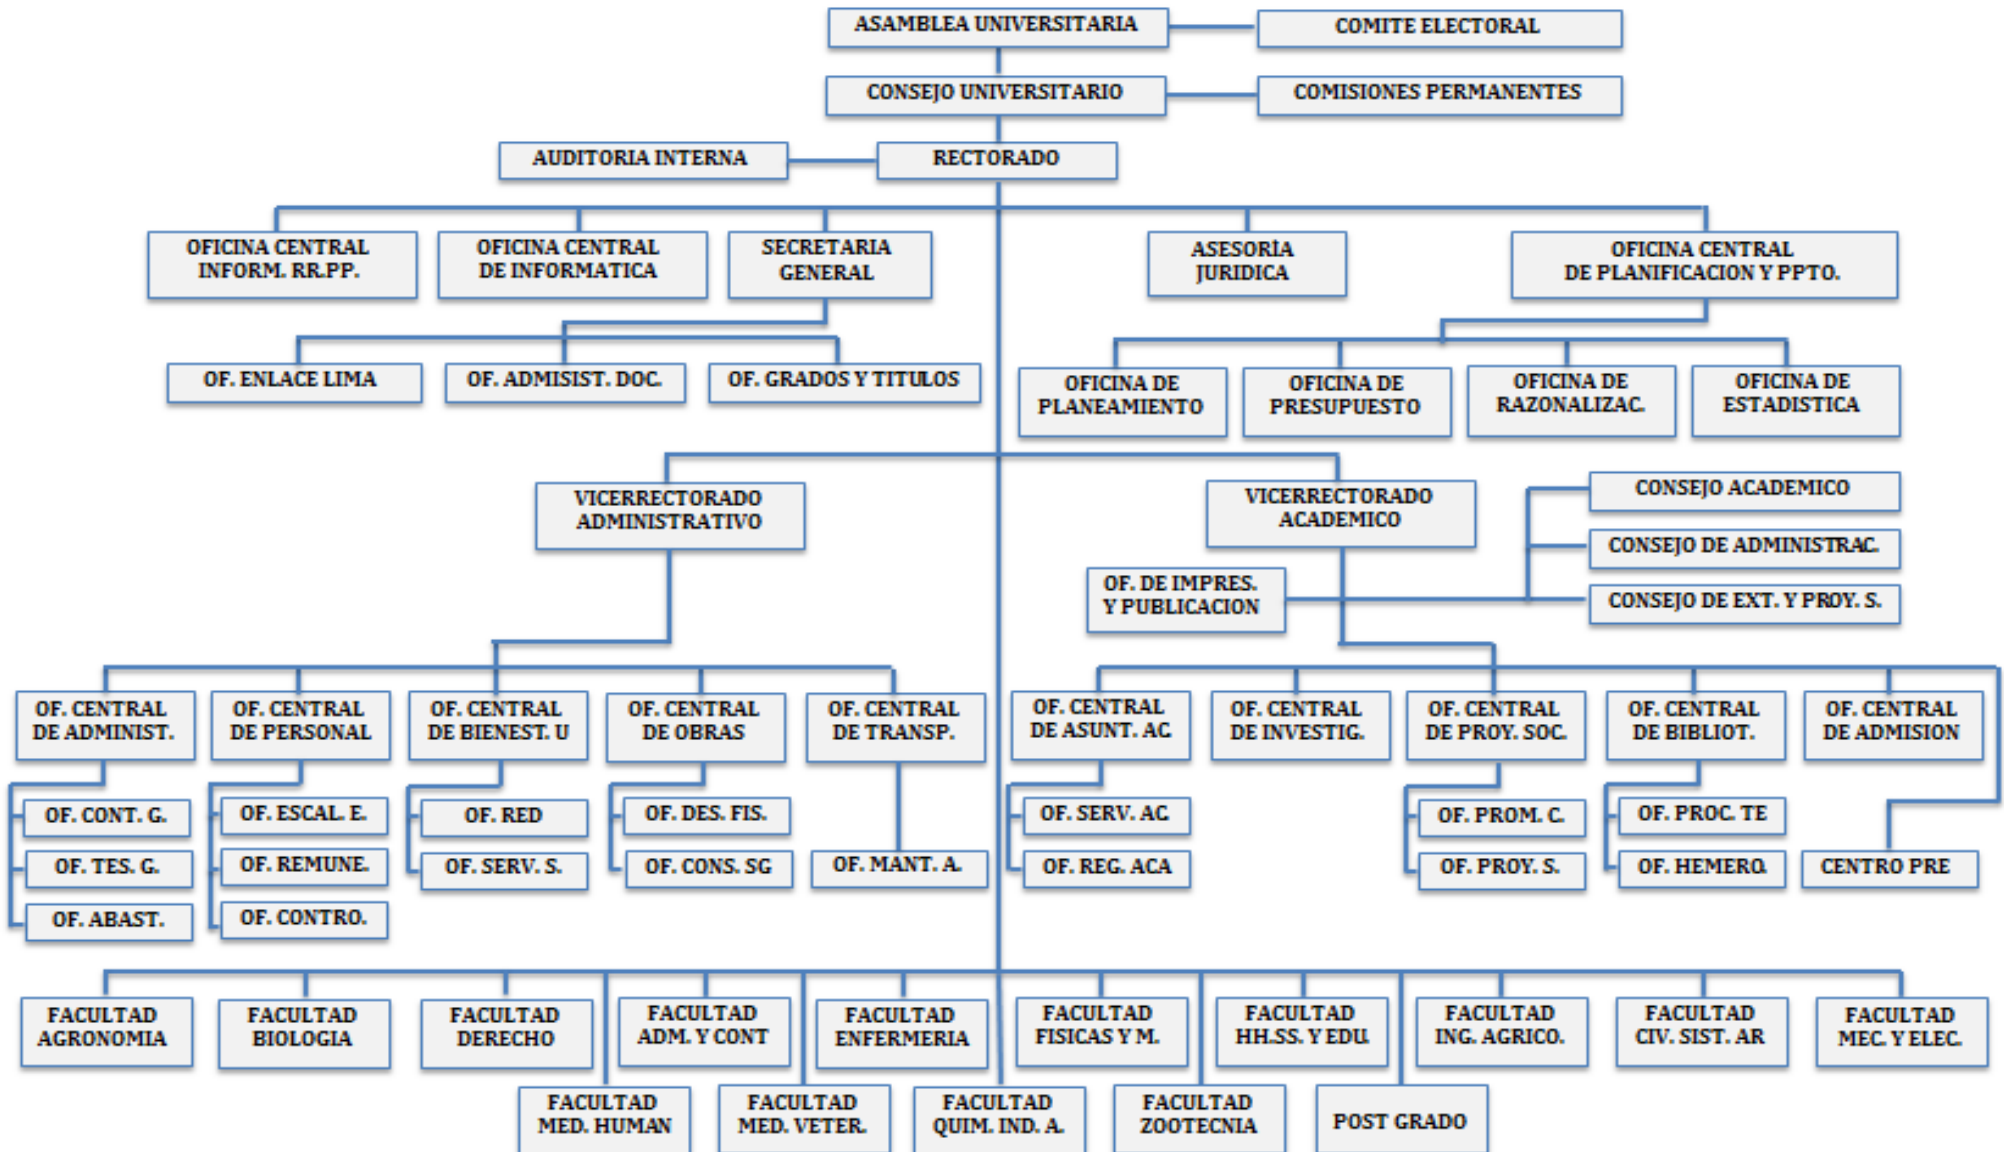 ASAMBLEA UNIVERSITARIA
COMITE ELECTORAL
CONSEJO UNIVERSITARIO
COMISIONES PERMANENTES
AUDITORIA INTERNA
RECTORADO
OFICINA CENTRAL
INFORM. RR.PP.
OFICINA CENTRAL
DE INFORMATICA
SECRETARIA
GENERAL
ASESORÍA
JURIDICA
OFICINA CENTRAL
DE PLANIFICACION Y PPTO.
OF. ENLACE LIMA
OF. ADMISIST. DOC.
OF. GRADOS Y TITULOS
OFICINA DE
PLANEAMIENTO
OFICINA DE
PRESUPUESTO
OFICINA DE
RAZONALIZAC.
OFICINA DE
ESTADISTICA
VICERRECTORADO
ADMINISTRATIVO
VICERRECTORADO
ACADEMICO
CONSEJO ACADEMICO
CONSEJO DE ADMINISTRAC.
OF. DE IMPRES.
Y PUBLICACION
CONSEJO DE EXT. Y PROY. S.
OF. CENTRAL
DE ADMINIST.
OF. CENTRAL
DE PERSONAL
OF. CENTRAL
DE BIENEST. U
OF. CENTRAL
DE OBRAS
OF. CENTRAL
DE TRANSP.
OF. CENTRAL
DE ASUNT. AC.
OF. CENTRAL
DE INVESTIG.
OF. CENTRAL
DE PROY. SOC.
OF. CENTRAL
DE BIBLIOT.
OF. CENTRAL
DE ADMISION
OF. CONT. G.
OF. ESCAL. E.
OF. RED
OF. DES. FIS.
OF. SERV. AC.
OF. PROM. C.
OF. PROC. TE
OF. TES. G.
OF. REMUNE.
OF. SERV. S.
OF. CONS. SG
OF. MANT. A.
OF. REG. ACA
OF. PROY. S.
OF. HEMERO.
CENTRO PRE
OF. ABAST.
OF. CONTRO.
FACULTAD
AGRONOMIA
FACULTAD
BIOLOGIA
FACULTAD
DERECHO
FACULTAD
ADM. Y CONT
FACULTAD
ENFERMERIA
FACULTAD
FISICAS Y M.
FACULTAD
HH.SS. Y EDU.
FACULTAD
ING. AGRICO.
FACULTAD
CIV. SIST. AR
FACULTAD
MEC. Y ELEC.
FACULTAD
MED. HUMAN
FACULTAD
MED. VETER.
FACULTAD
QUIM. IND. A.
FACULTAD
ZOOTECNIA
POST GRADO